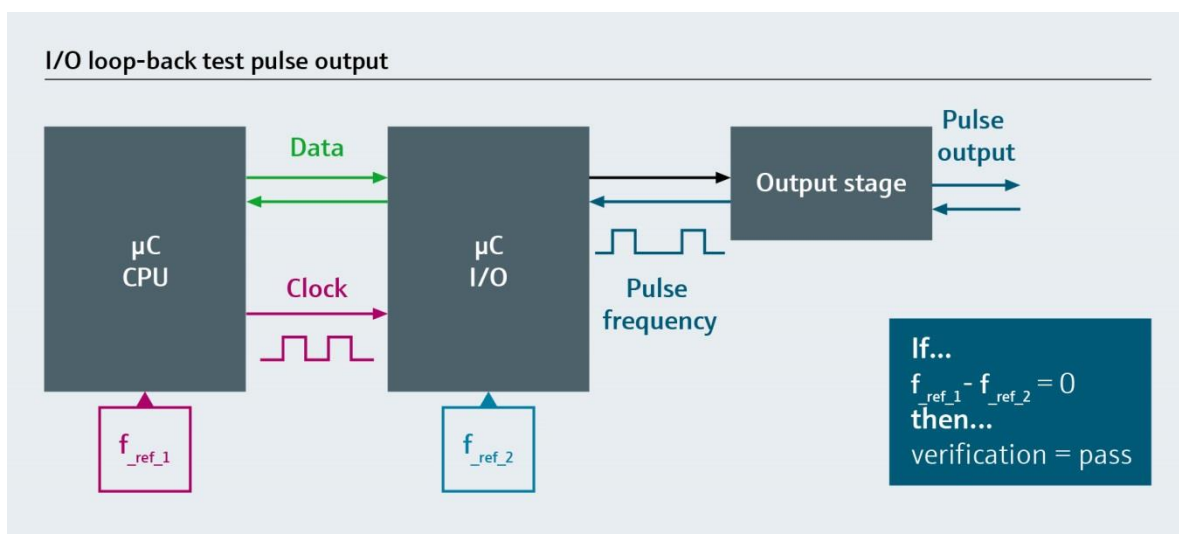 I/O loop-back test pulse output
Data
Pulse
output
Output stage
µC
CPU
µC
I/O
Clock
Pulse
frequency
If...
f_ref_1 - f_ref_2 = 0
then...
verification = pass
f_ref_1
f_ref_2